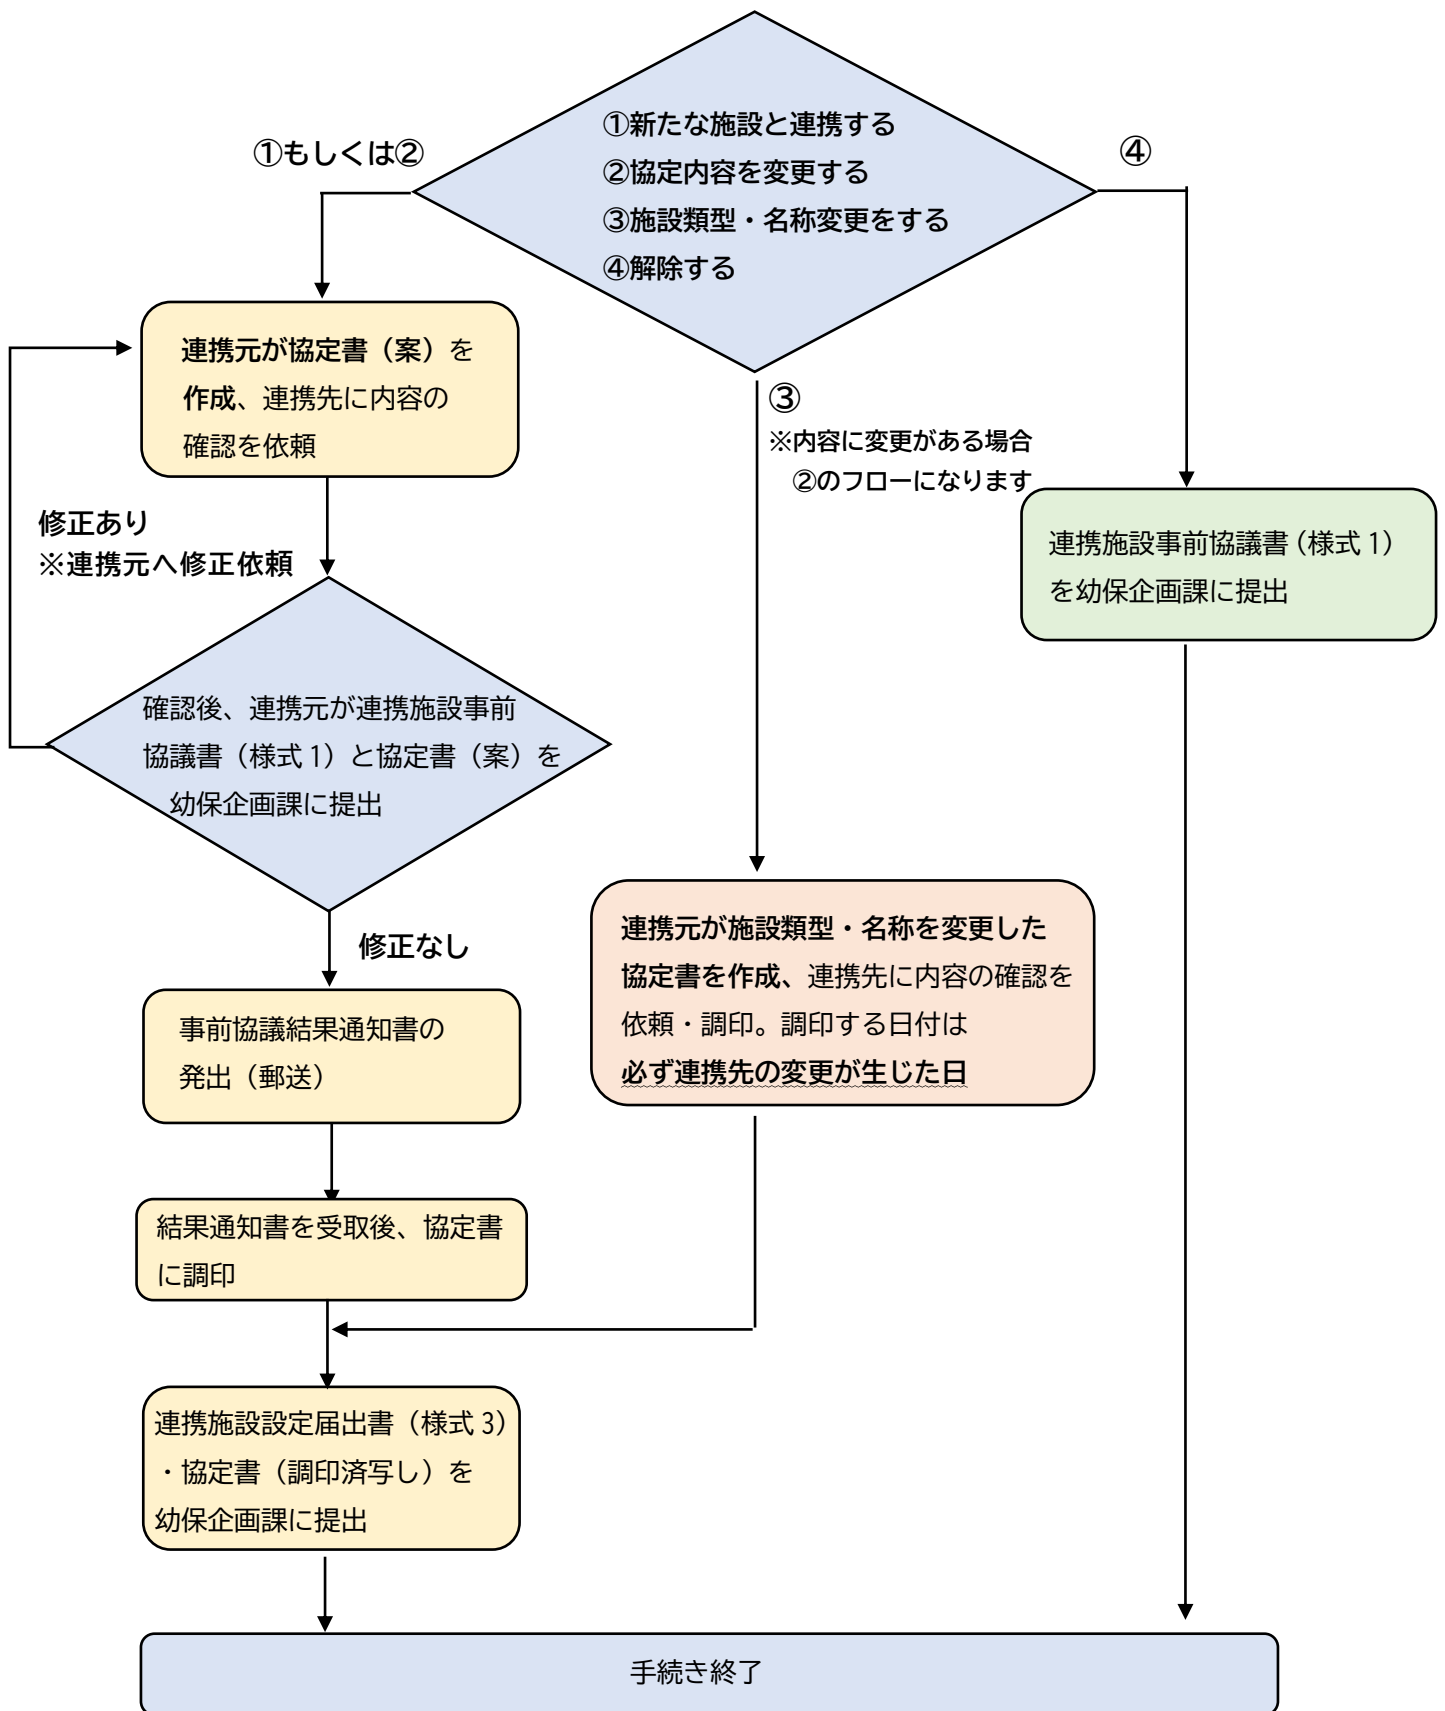 ①新たな施設と連携する
②協定内容を変更する
③施設類型・名称変更をする
④解除する
①もしくは②
④
連携元が協定書（案）を
作成、連携先に内容の
確認を依頼
③
※内容に変更がある場合
②のフローになります
修正あり
※連携元へ修正依頼
連携施設事前協議書（様式1）
を幼保企画課に提出
確認後、連携元が連携施設事前
協議書（様式1）と協定書（案）を
幼保企画課に提出
修正なし
連携元が施設類型・名称を変更した
協定書を作成、連携先に内容の確認を
依頼・調印。調印する日付は
必ず連携先の変更が生じた日
事前協議結果通知書の
発出（郵送）
結果通知書を受取後、協定書
に調印
連携施設設定届出書（様式3）
・協定書（調印済写し）を
幼保企画課に提出
手続き終了